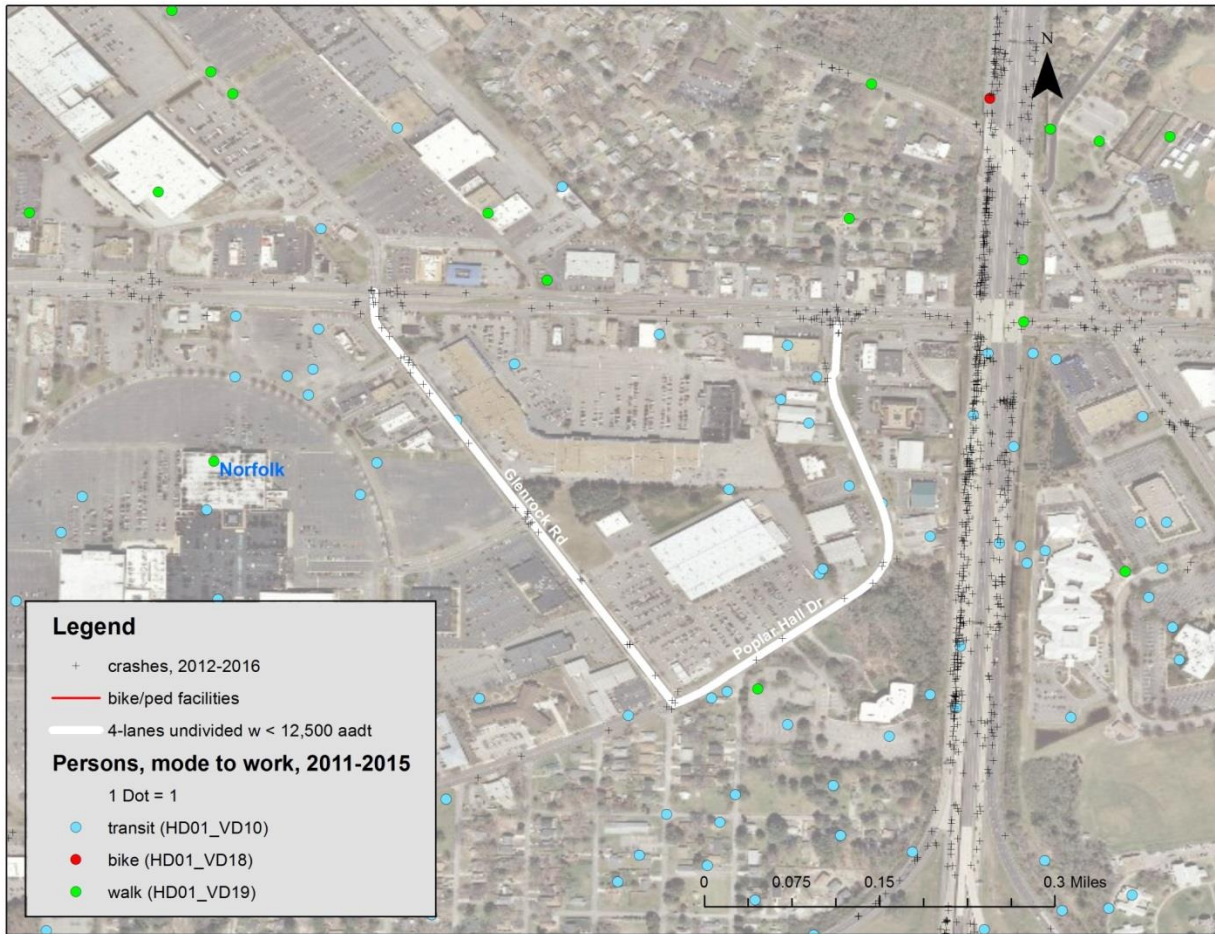 N
Norfolk
Glenrock Rd
Poplar Hall Dr
Legend
crashes, 2012-2016
bike/ped facilities
4-lanes undivided w < 12,500 aadt
Persons, mode to work, 2011-2015
1 Dot = 1
transit (HD01_VD10)
bike (HD01_VD18)
walk (HD01_VD19)
0 0.075 0.15 0.3 Miles